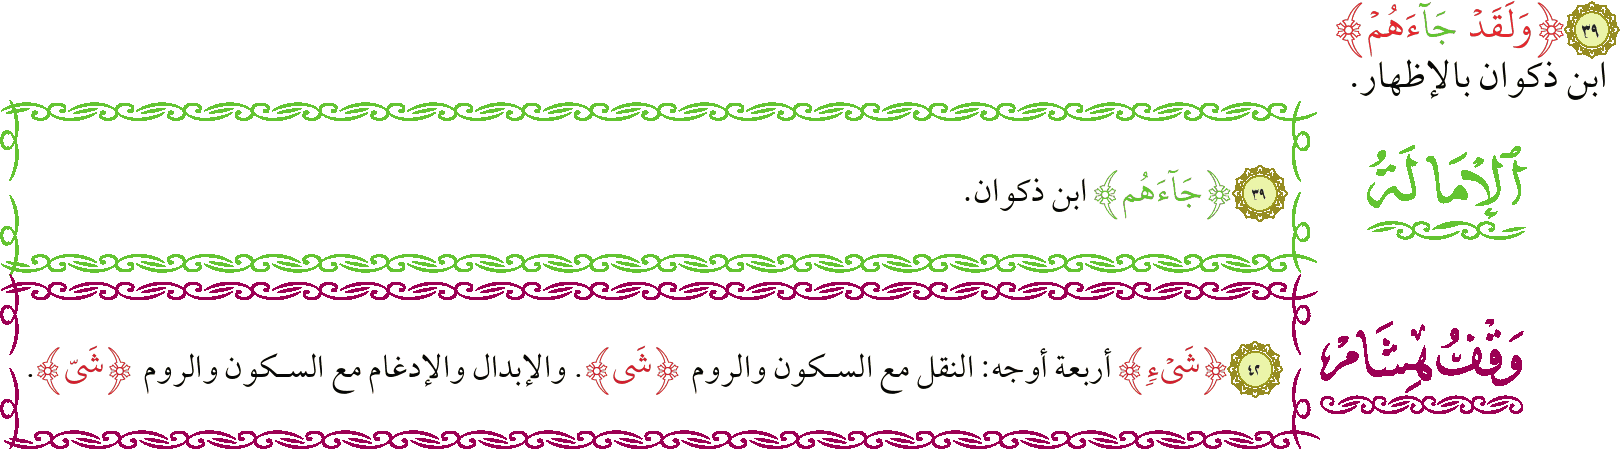 ٣٩ ﴿وَلَقَدْ جَآءَهُمْ﴾
ابن ذكوان بالإظهار.
ٱلْإِمَالَةُ
٣٩ ﴿جَآءَهُم﴾ ابن ذكوان.
وَقْفُ هِشَامٍ
٤٢ ﴿شَىْءٍ﴾ أربعة أوجه: النقل مع السكون والروم ﴿شَى﴾. والإبدال والإدغام مع السكون والروم ﴿شَىّ﴾.